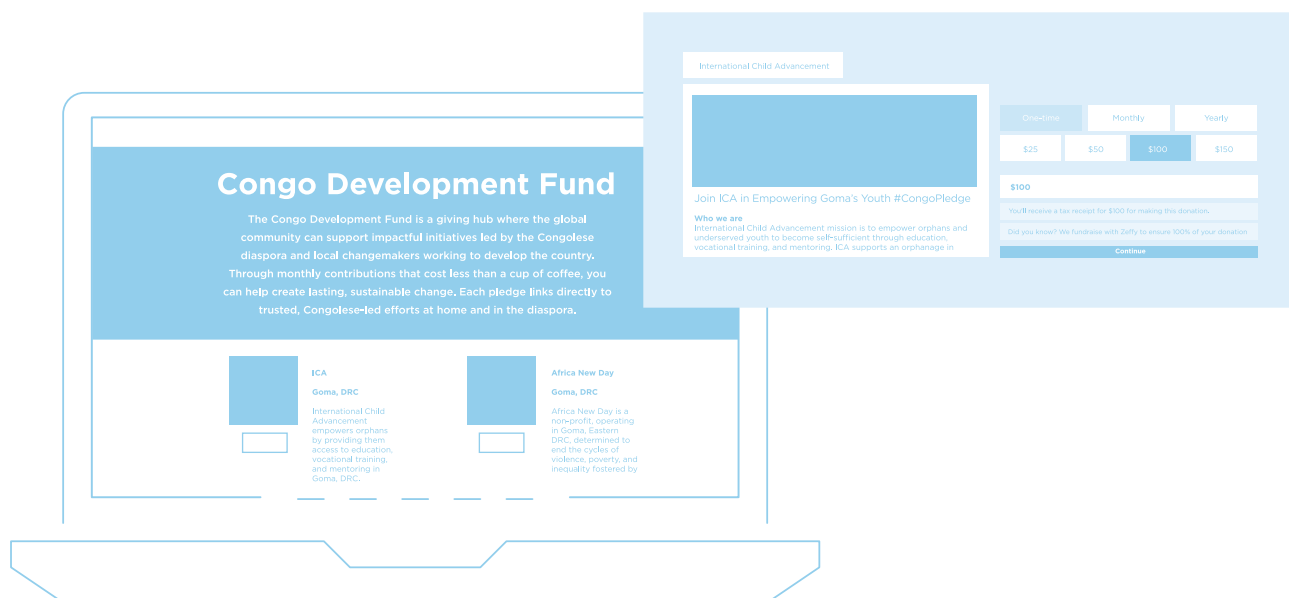 International Child Advancement
Join ICA in Empowering Goma's Youth #CongoPledge
Who we are
International Child Advancement mission is to empower orphans and
underserved youth to become self-sufficient through education,
vocational training, and mentoring. ICA supports an orphanage in
One-time
Monthly
Yearly
$25
$50
$100
$150
$100
You'll receive a tax receipt for $100 for making this donation.
Did you know? We fundraise with Zeffy to ensure 100% of your donation
Continue
Congo Development Fund
The Congo Development Fund is a giving hub where the global
community can support impactful initiatives led by the Congolese
diaspora and local changemakers working to develop the country.
Through monthly contributions that cost less than a cup of coffee, you
can help create lasting, sustainable change. Each pledge links directly to
trusted, Congolese-led efforts at home and in the diaspora.
ICA
Goma, DRC
International Child
Advancement
empowers orphans
by providing them
access to education,
vocational training,
and mentoring in
Goma, DRC.
Africa New Day
Goma, DRC
Africa New Day is a
non-profit, operating
in Goma, Eastern
DRC, determined to
end the cycles of
violence, poverty, and
inequality fostered by